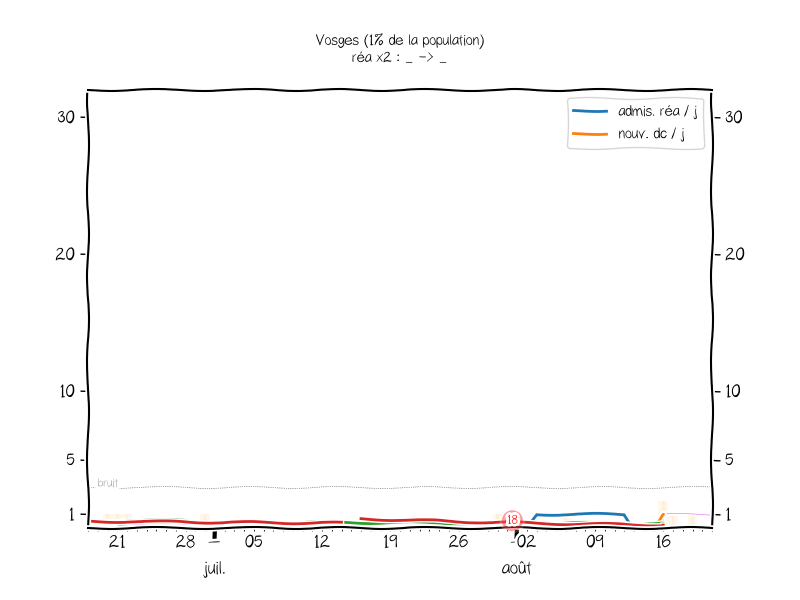 Vosges (1% de la population)
réa x2 : _ -> _
admis. réa / j
nouv. dc / j
30 30
20 20
10 10
5 5
bruit
1 18 1
21 28 05 12 19 26 02 09 16
juil. août